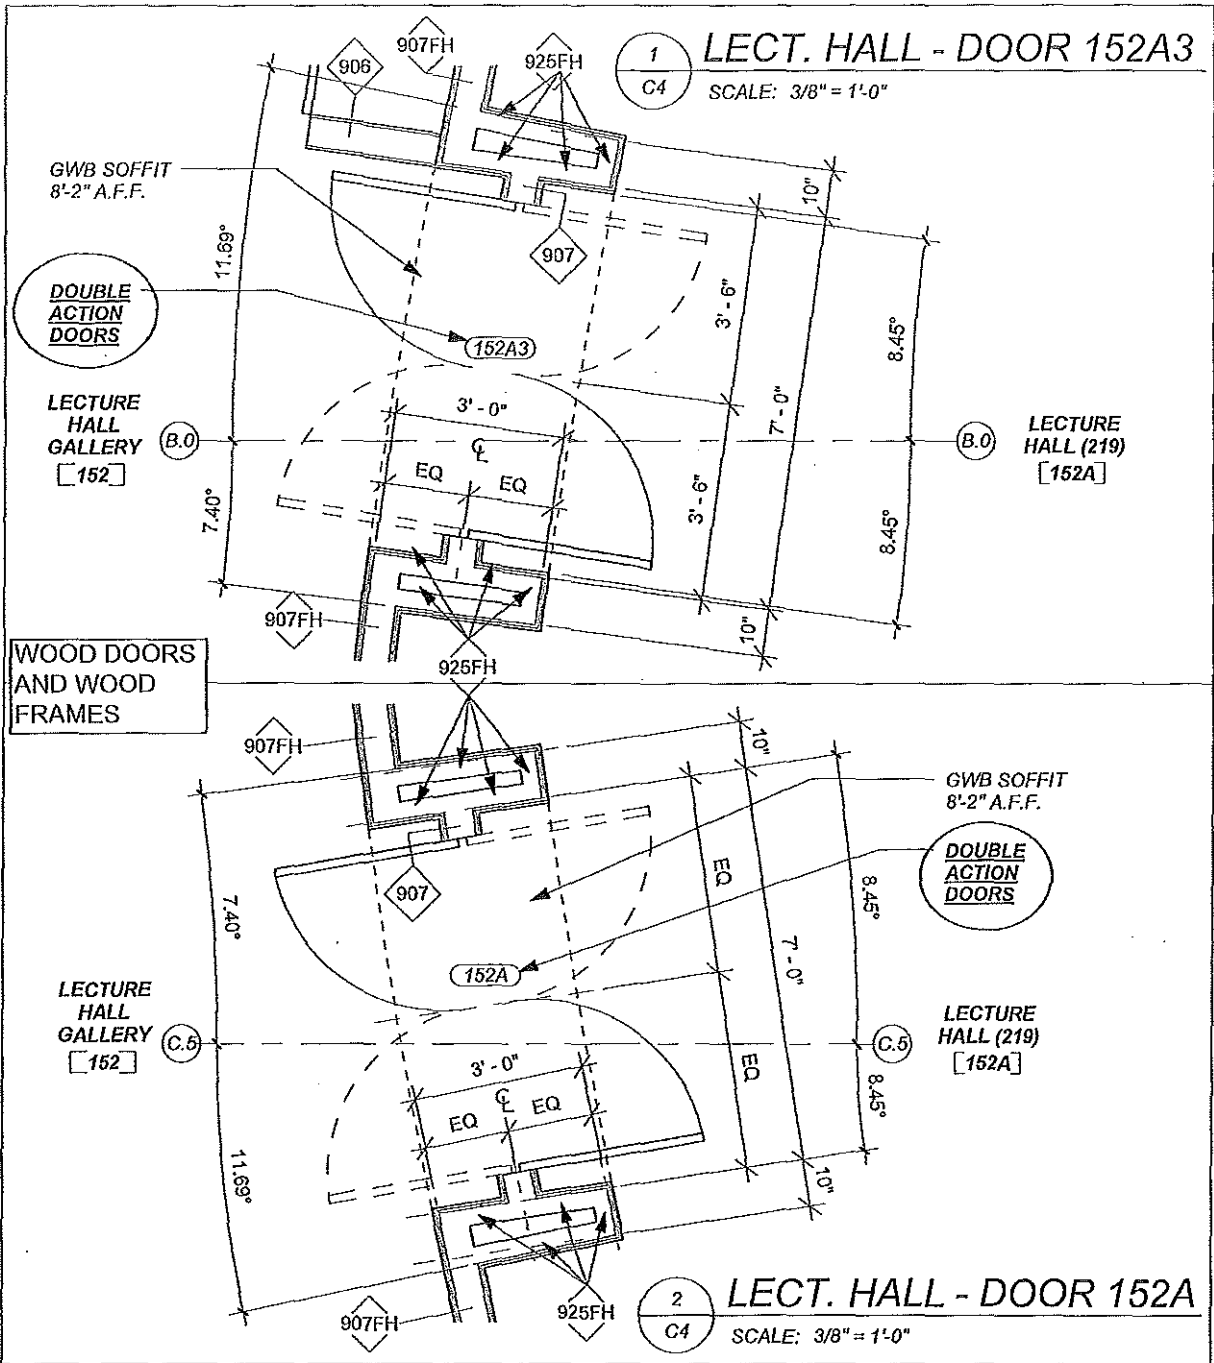 1
C4
LECT. HALL - DOOR 152A3
SCALE: 3/8" = 1'-0"
907FH
906
925FH
GWB SOFFIT
8'-2" A.F.F.
10"
11.69°
907
DOUBLE
ACTION
DOORS
3' - 6"
152A3
8.45°
LECTURE
HALL
GALLERY
[152]
B.0
3' - 0"
7' - 0"
B.0
LECTURE
HALL (219)
[152A]
℄
EQ
EQ
7.40°
3' - 6"
8.45°
907FH
10"
925FH
WOOD DOORS
AND WOOD
FRAMES
907FH
10"
GWB SOFFIT
8'-2" A.F.F.
DOUBLE
ACTION
DOORS
EQ
907
7.40°
8.45°
152A
7' - 0"
LECTURE
HALL
GALLERY
[152]
C.5
C.5
LECTURE
HALL (219)
[152A]
3' - 0"
℄
EQ
EQ
EQ
8.45°
11.69°
10"
907FH
925FH
2
C4
LECT. HALL - DOOR 152A
SCALE: 3/8" = 1'-0"